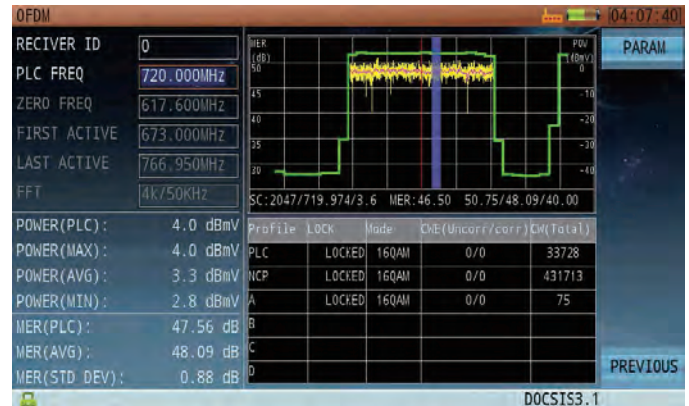 OFDM [04:07:40]
RECIVER ID 0
PLC FREQ 720.000MHz
ZERO FREQ 617.600MHz
FIRST ACTIVE 673.000MHz
LAST ACTIVE 766.950MHz
FFT 4k/50KHz
MER (dB) POW (dBmV)
50 0
45 -10
40 -20
35 -30
30 -40
SC:2047/719.974/3.6 MER:46.50 50.75/48.09/40.00
PARAM
POWER(PLC): 4.0 dBmV
POWER(MAX): 4.0 dBmV
POWER(AVG): 3.3 dBmV
POWER(MIN): 2.8 dBmV
MER(PLC): 47.56 dB
MER(AVG): 48.09 dB
MER(STD DEV): 0.88 dB
Profile LOCK Mode CWE(Uncorr/corr) CW(Total)
PLC LOCKED 16QAM 0/0 33728
NCP LOCKED 16QAM 0/0 431713
A LOCKED 16QAM 0/0 75
B
C
D
PREVIOUS
DOCSIS3.1